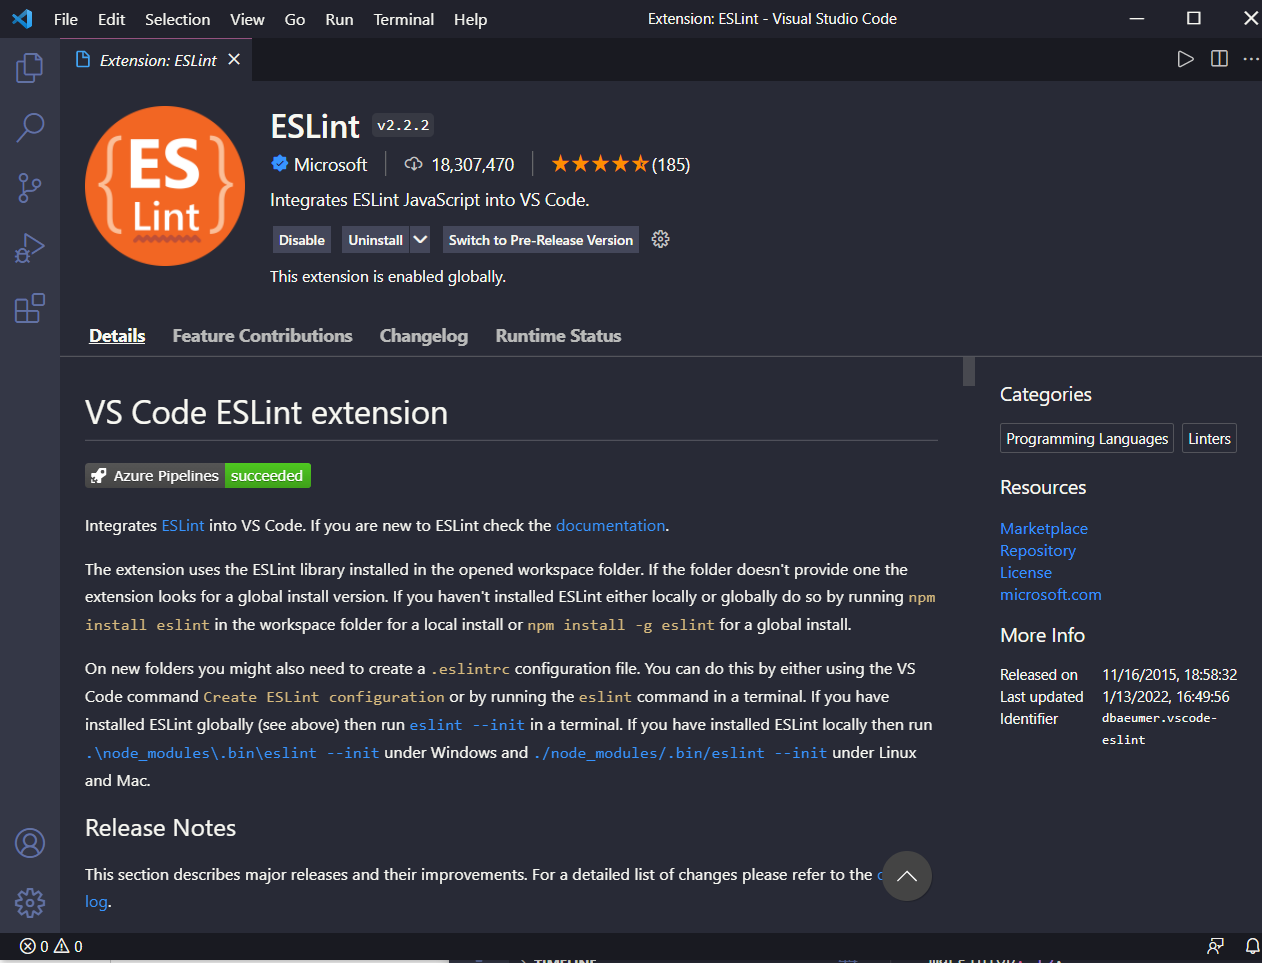 File Edit Selection View Go Run Terminal Help Extension: ESLint - Visual Studio Code
Extension: ESLint
ES
Lint
ESLint v2.2.2
Microsoft 18,307,470 (185)
Integrates ESLint JavaScript into VS Code.
Disable Uninstall Switch to Pre-Release Version
This extension is enabled globally.
Details Feature Contributions Changelog Runtime Status
VS Code ESLint extension
Azure Pipelines succeeded
Integrates ESLint into VS Code. If you are new to ESLint check the documentation.
The extension uses the ESLint library installed in the opened workspace folder. If the folder doesn't provide one the
extension looks for a global install version. If you haven't installed ESLint either locally or globally do so by running npm
install eslint in the workspace folder for a local install or npm install -g eslint for a global install.
On new folders you might also need to create a .eslintrc configuration file. You can do this by either using the VS
Code command Create ESLint configuration or by running the eslint command in a terminal. If you have
installed ESLint globally (see above) then run eslint --init in a terminal. If you have installed ESLint locally then run
.\node_modules\.bin\eslint --init under Windows and ./node_modules/.bin/eslint --init under Linux
and Mac.
Release Notes
This section describes major releases and their improvements. For a detailed list of changes please refer to the
log.
Categories
Programming Languages Linters
Resources
Marketplace
Repository
License
microsoft.com
More Info
Released on 11/16/2015, 18:58:32
Last updated 1/13/2022, 16:49:56
Identifier dbaeumer.vscode-
eslint
0 0